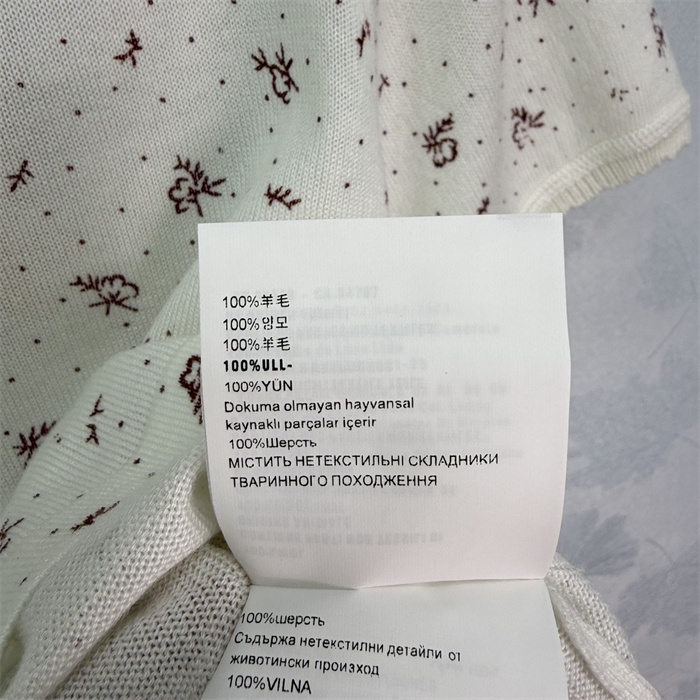 100%羊毛
100%양모
100%羊毛
100%ULL-
100%YÜN
Dokuma olmayan hayvansal
kaynaklı parçalar içerir
100%Шерсть
МІСТИТЬ НЕТЕКСТИЛЬНІ СКЛАДНИКИ
ТВАРИННОГО ПОХОДЖЕННЯ
100%шерсть
Съдържа нетекстилни детайли от
животински произход
100%VILNA